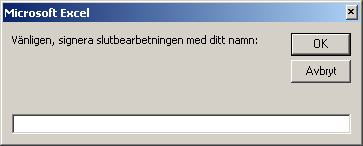 Microsoft Excel
Vänligen, signera slutbearbetningen med ditt namn:
OK
Avbryt